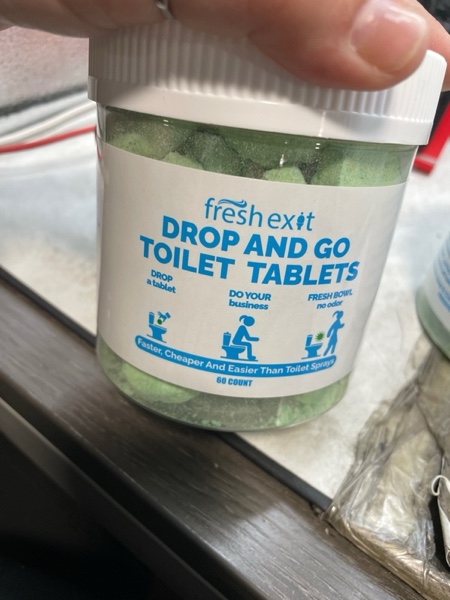 fresh exit
DROP AND GO
TOILET TABLETS
DROP
a tablet
DO YOUR
business
FRESH BOWL
no odor
Faster, Cheaper And Easier Than Toilet Sprays
60 COUNT